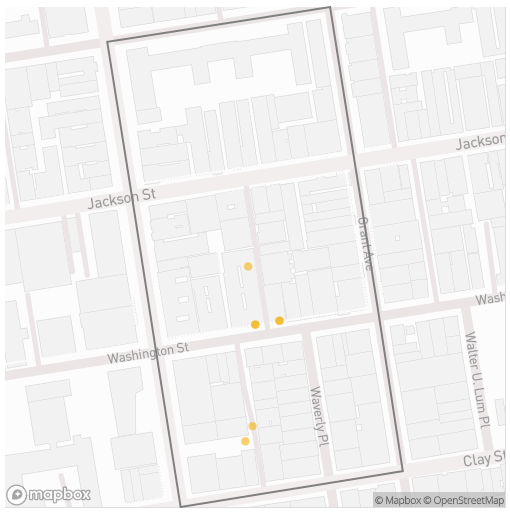 Jackson
Jackson St
Grant Ave
Wash
Washington St
Waverly Pl
Walter U. Lum Pl
Clay St
mapbox
© Mapbox © OpenStreetMap